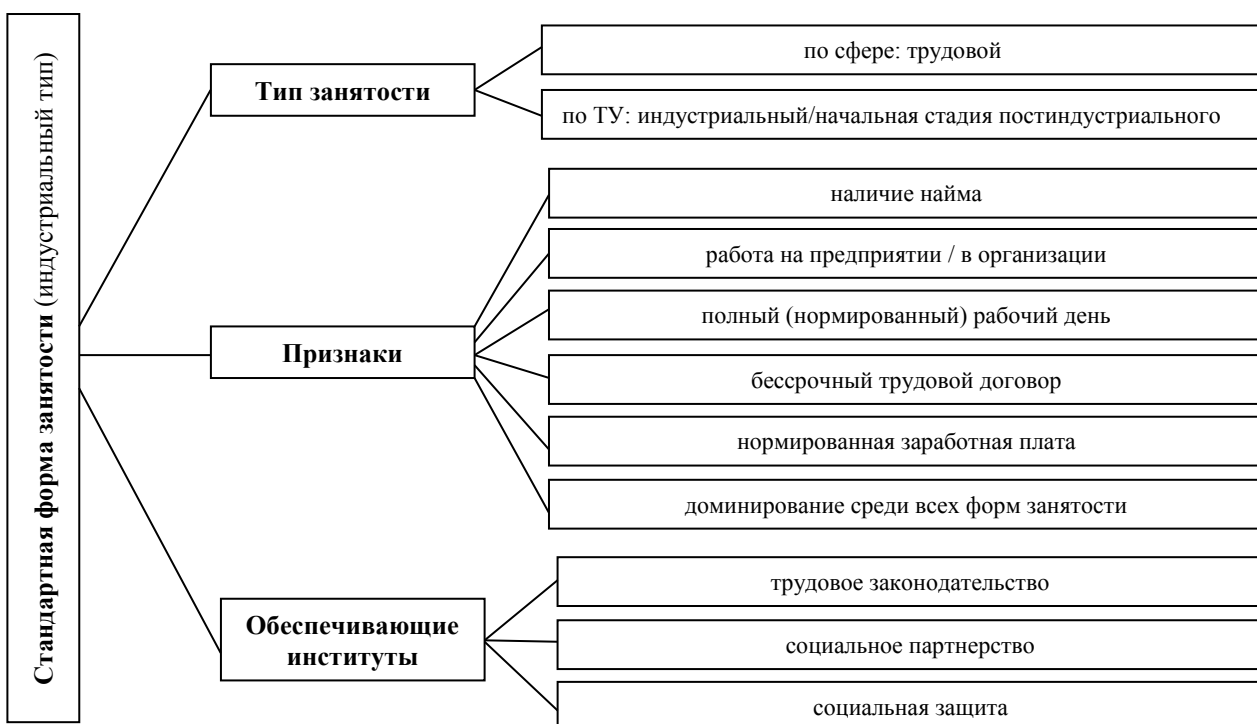 Стандартная форма занятости (индустриальный тип)
Тип занятости
по сфере: трудовой
по ТУ: индустриальный/начальная стадия постиндустриального
Признаки
наличие найма
работа на предприятии / в организации
полный (нормированный) рабочий день
бессрочный трудовой договор
нормированная заработная плата
доминирование среди всех форм занятости
Обеспечивающие
институты
трудовое законодательство
социальное партнерство
социальная защита